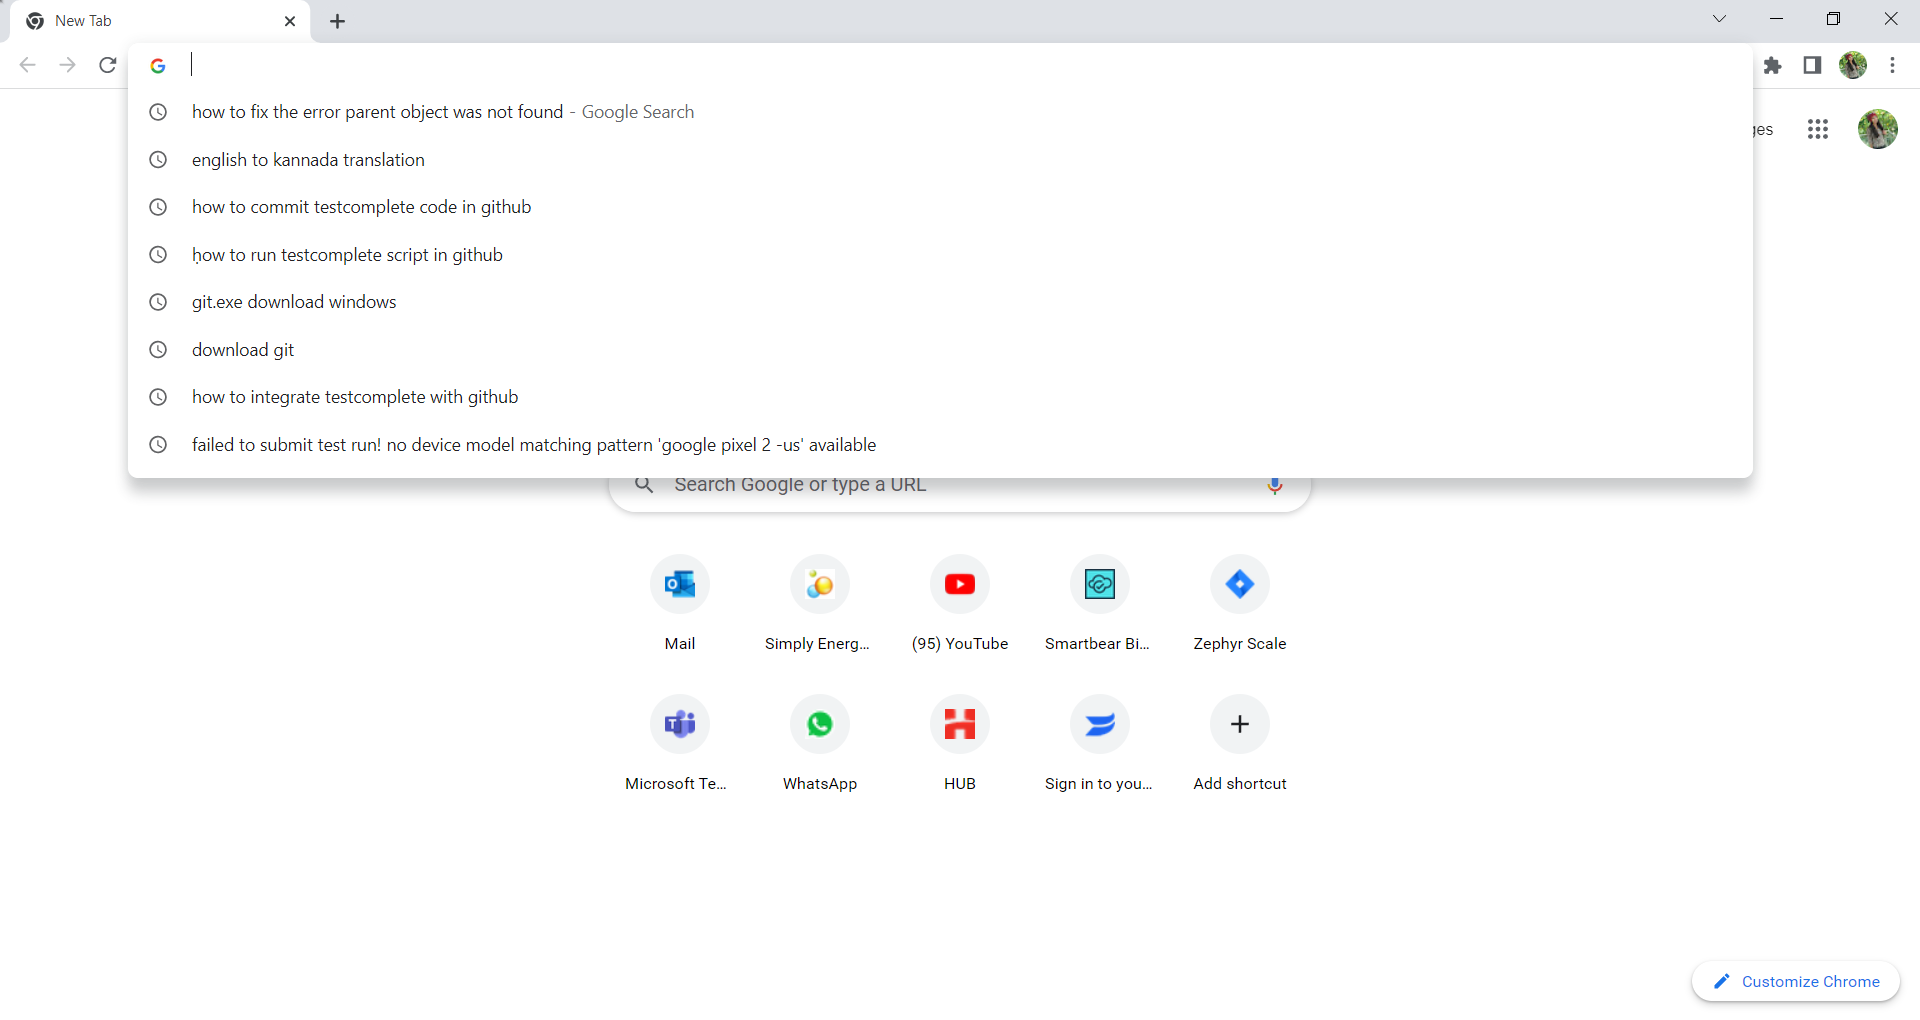 New Tab
how to fix the error parent object was not found - Google Search
english to kannada translation
how to commit testcomplete code in github
ḥow to run testcomplete script in github
git.exe download windows
download git
how to integrate testcomplete with github
failed to submit test run! no device model matching pattern 'google pixel 2 -us' available
Search Google or type a URL
Mail
Simply Energ...
(95) YouTube
Smartbear Bi...
Zephyr Scale
Microsoft Te...
WhatsApp
HUB
Sign in to you...
Add shortcut
Customize Chrome